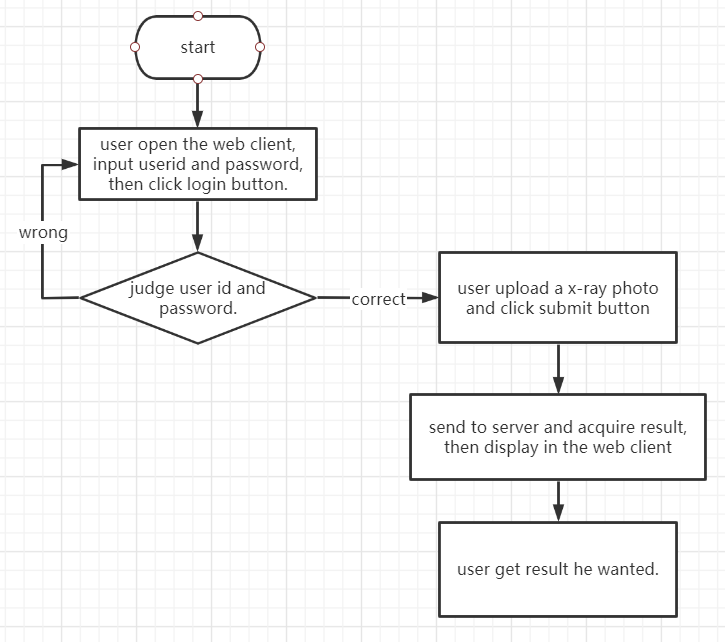 start
user open the web client,
input userid and password,
then click login button.
wrong
judge user id and
password.
correct
user upload a x-ray photo
and click submit button
send to server and acquire result,
then display in the web client
user get result he wanted.